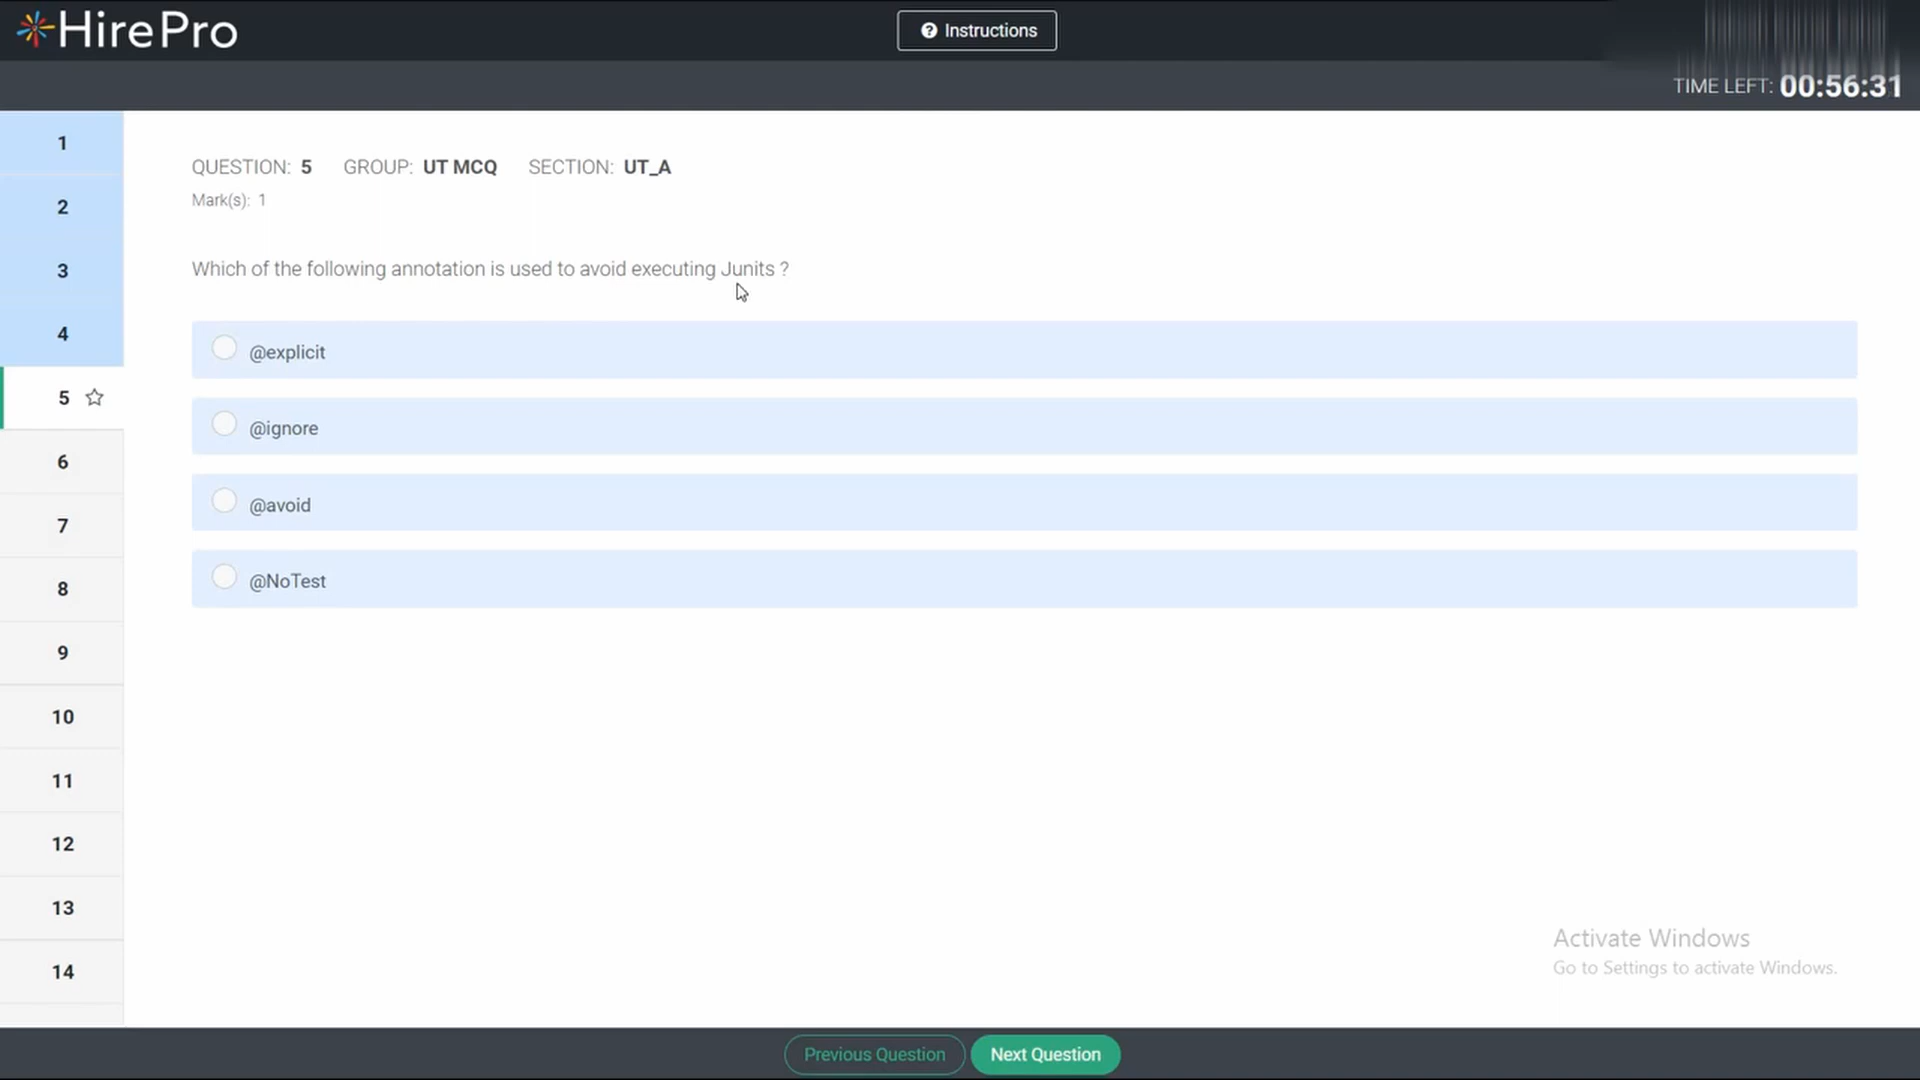 HirePro
Instructions
TIME LEFT: 00:56:31
1
2
3
4
5
6
7
8
9
10
11
12
13
14
QUESTION: 5 GROUP: UT MCQ SECTION: UT_A
Mark(s): 1
Which of the following annotation is used to avoid executing Junits ?
@explicit
@ignore
@avoid
@NoTest
Activate Windows
Go to Settings to activate Windows.
Previous Question
Next Question